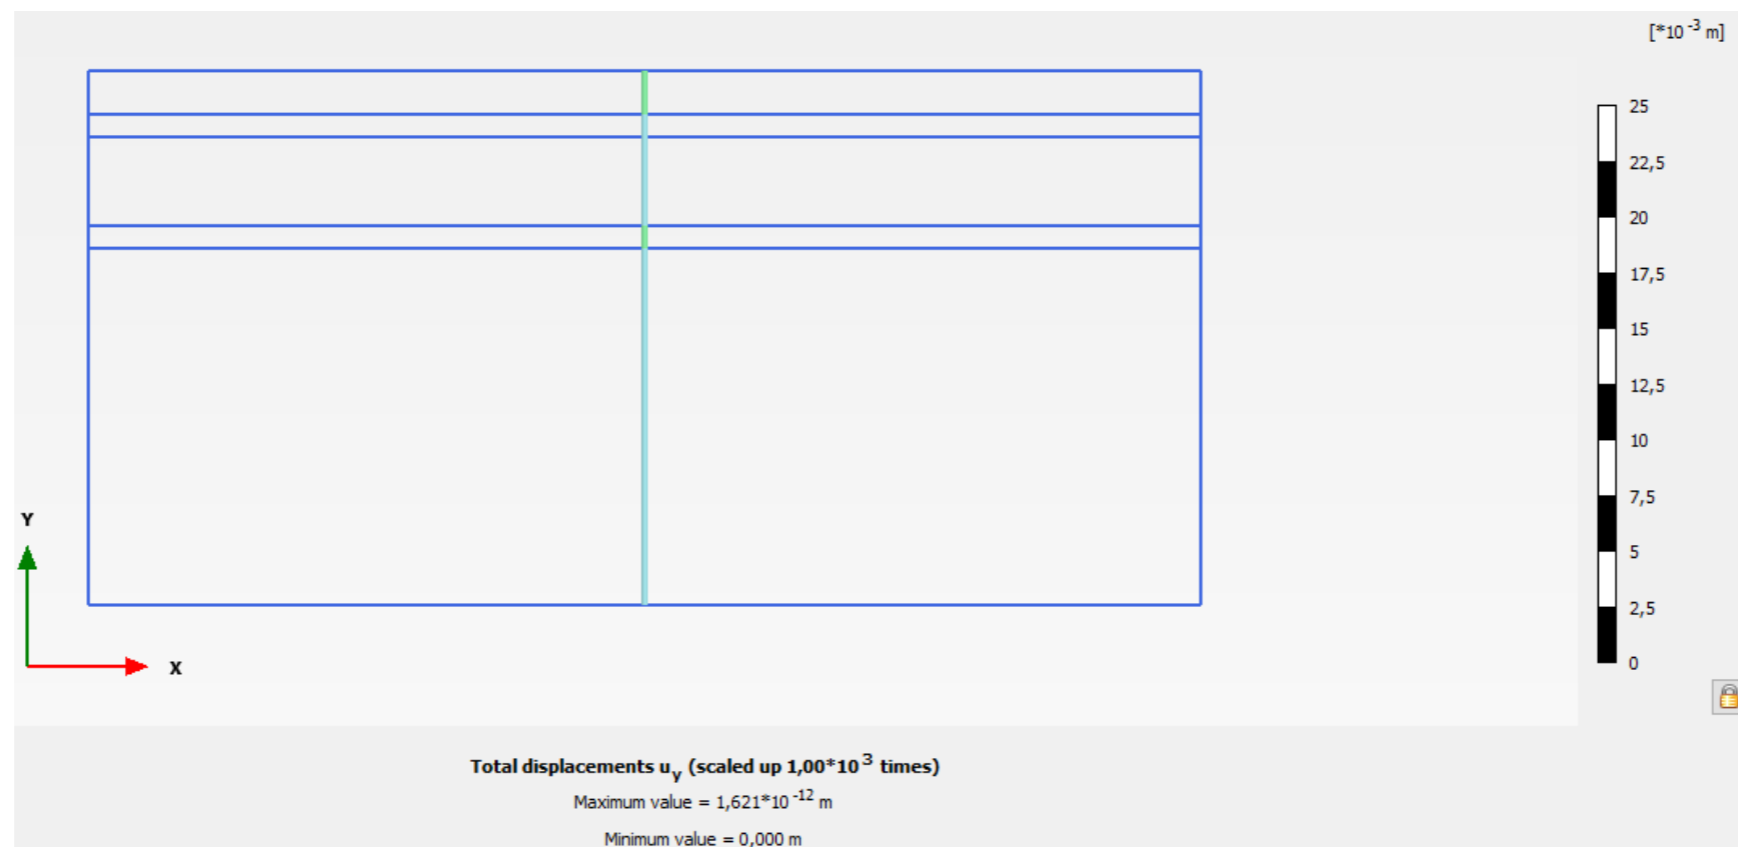 [*10 -3 m]
25
22,5
20
17,5
15
12,5
10
7,5
5
2,5
0
Y
X
Total displacements uy (scaled up 1,00*10 3 times)
Maximum value = 1,621*10 -12 m
Minimum value = 0,000 m